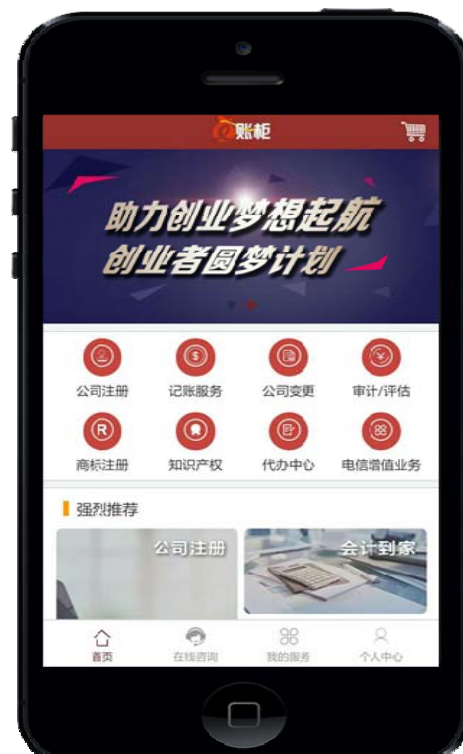 账柜
助力创业梦想起航
创业者圆梦计划
公司注册 记账服务 公司变更 审计/评估
商标注册 知识产权 代办中心 电信增值业务
强烈推荐
公司注册 会计到家
首页 在线咨询 我的服务 个人中心